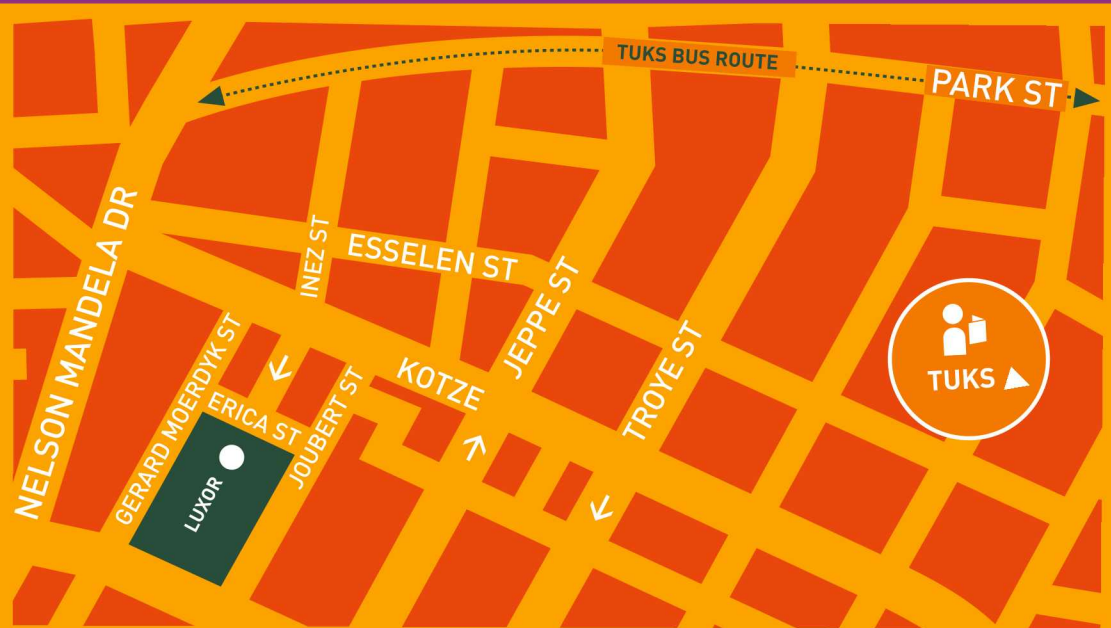 TUKS BUS ROUTE
PARK ST
NELSON MANDELA DR
INEZ ST
ESSELEN ST
JEPPE ST
TROYE ST
TUKS
KOTZE
GERARD MOERDYK ST
ERICA ST
JOUBERT ST
LUXOR